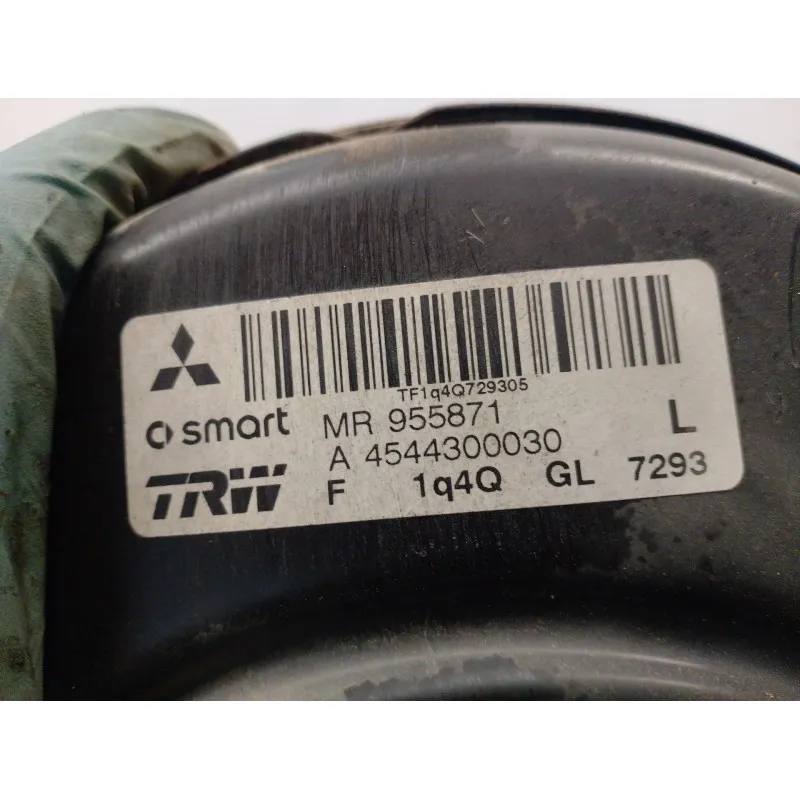 TF1q4Q729305
smart MR 955871 L
A 4544300030
TRW F 1q4Q GL 7293